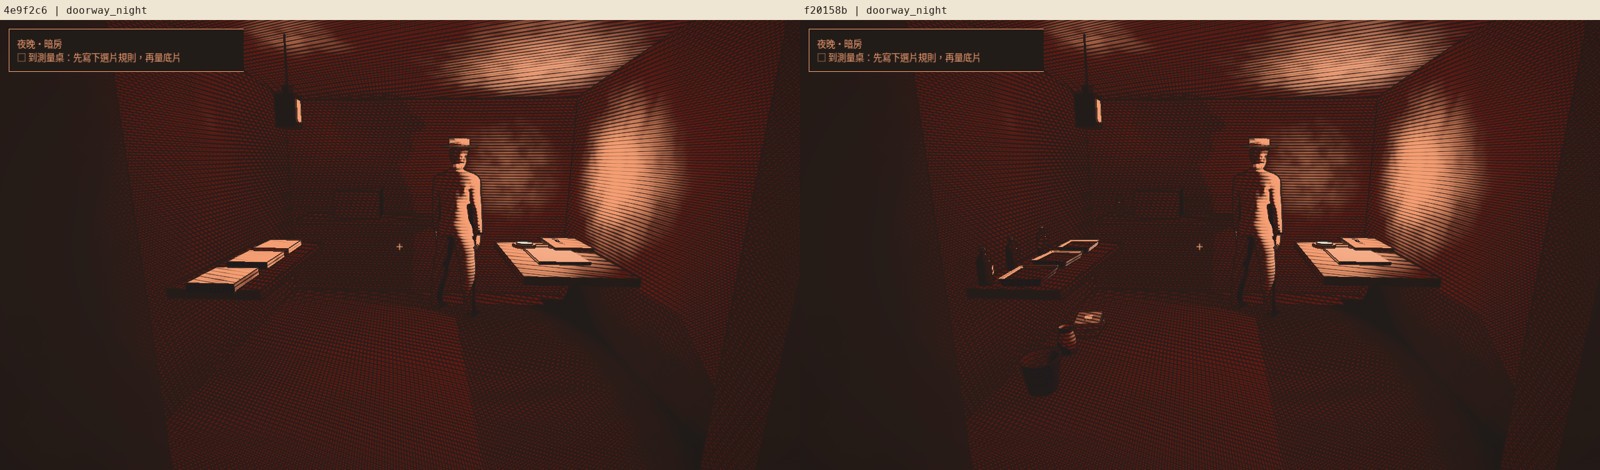 4e9f2c6 | doorway_night
夜晚・暗房
□ 到測量桌：先寫下選片規則，再量底片
f20158b | doorway_night
夜晚・暗房
□ 到測量桌：先寫下選片規則，再量底片